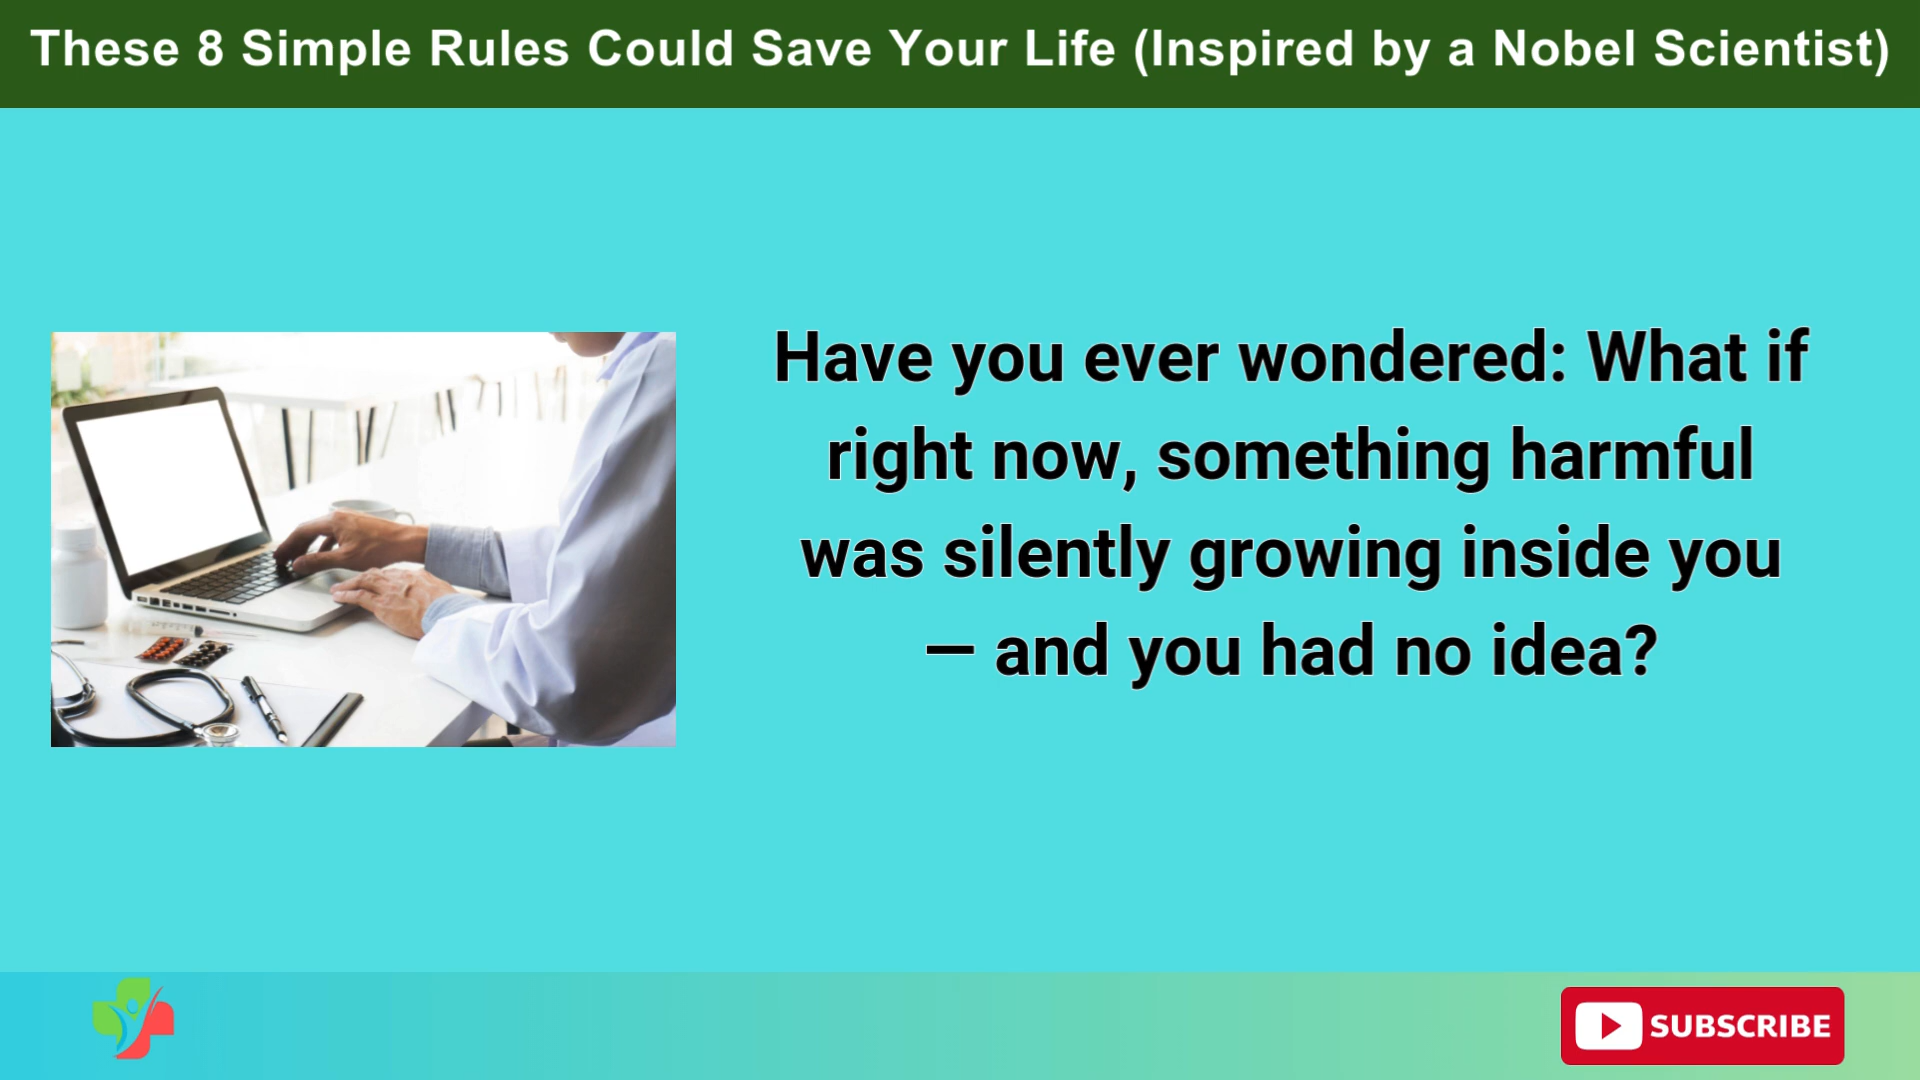 These 8 Simple Rules Could Save Your Life (Inspired by a Nobel Scientist)
Have you ever wondered: What if
right now, something harmful
was silently growing inside you
— and you had no idea?
SUBSCRIBE